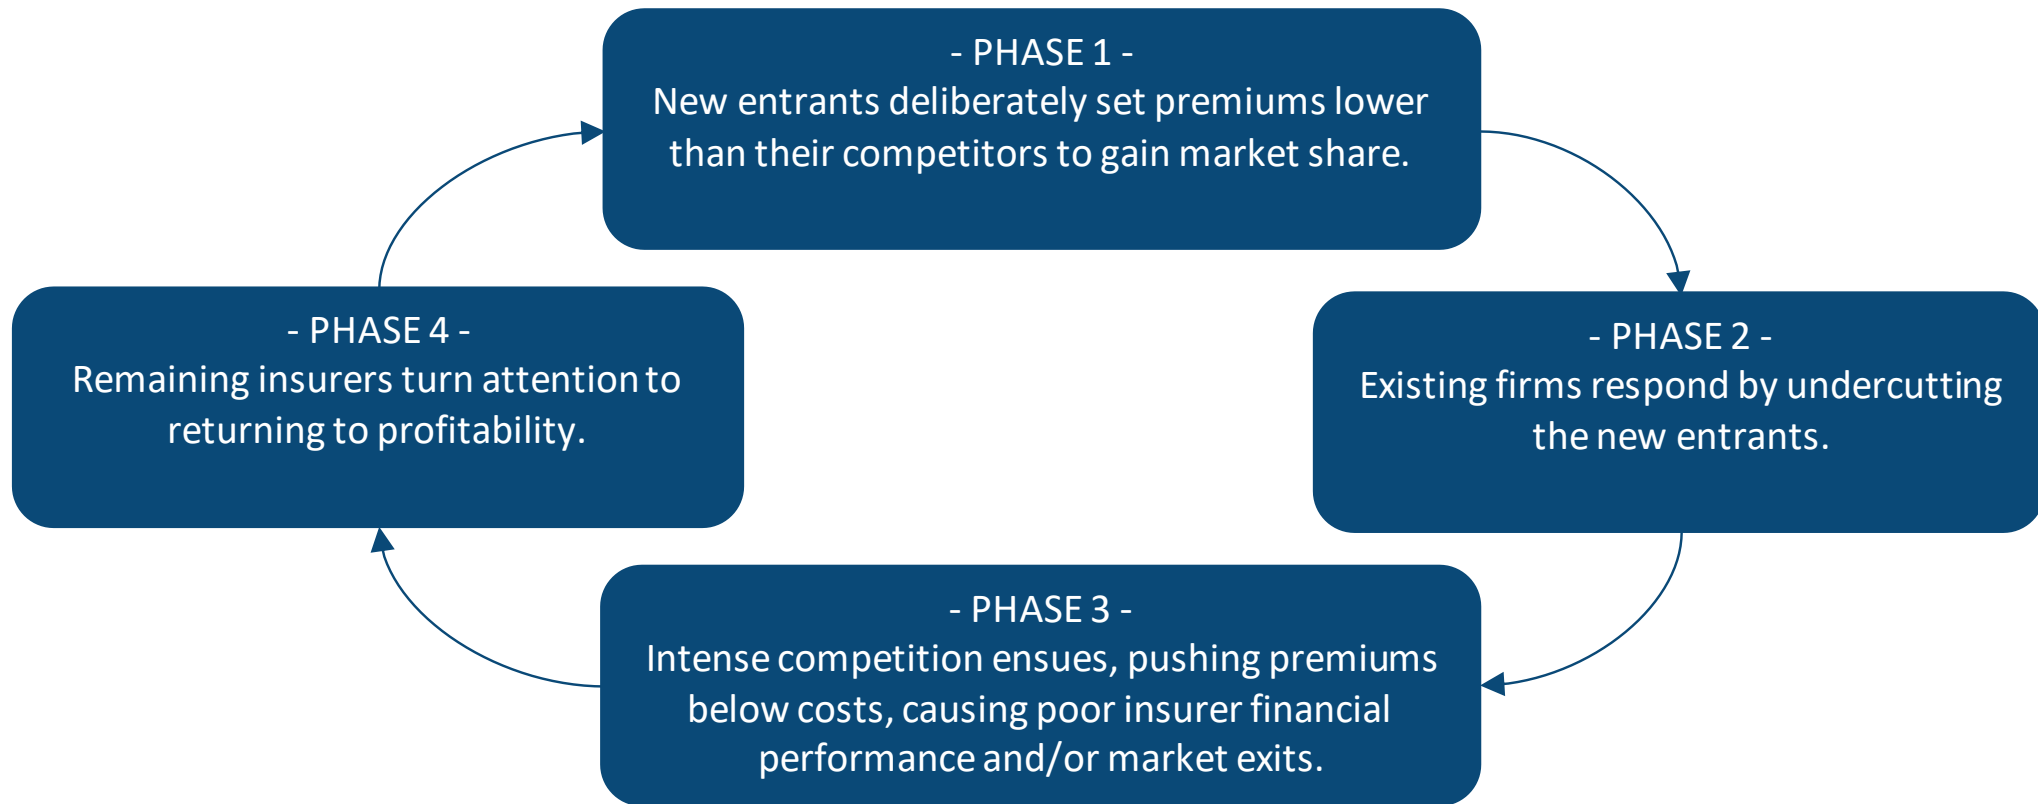 - PHASE 1 -
New entrants deliberately set premiums lower
than their competitors to gain market share.
- PHASE 2 -
Existing firms respond by undercutting
the new entrants.
- PHASE 3 -
Intense competition ensues, pushing premiums
below costs, causing poor insurer financial
performance and/or market exits.
- PHASE 4 -
Remaining insurers turn attention to
returning to profitability.